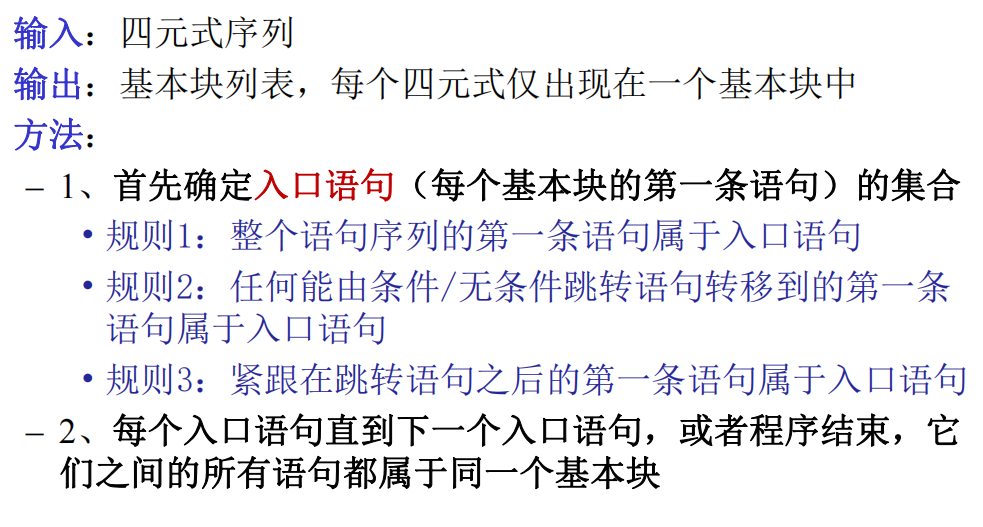 输入：四元式序列
输出：基本块列表，每个四元式仅出现在一个基本块中
方法：
– 1、首先确定入口语句（每个基本块的第一条语句）的集合
• 规则1：整个语句序列的第一条语句属于入口语句
• 规则2：任何能由条件/无条件跳转语句转移到的第一条
语句属于入口语句
• 规则3：紧跟在跳转语句之后的第一条语句属于入口语句
– 2、每个入口语句直到下一个入口语句，或者程序结束，它
们之间的所有语句都属于同一个基本块